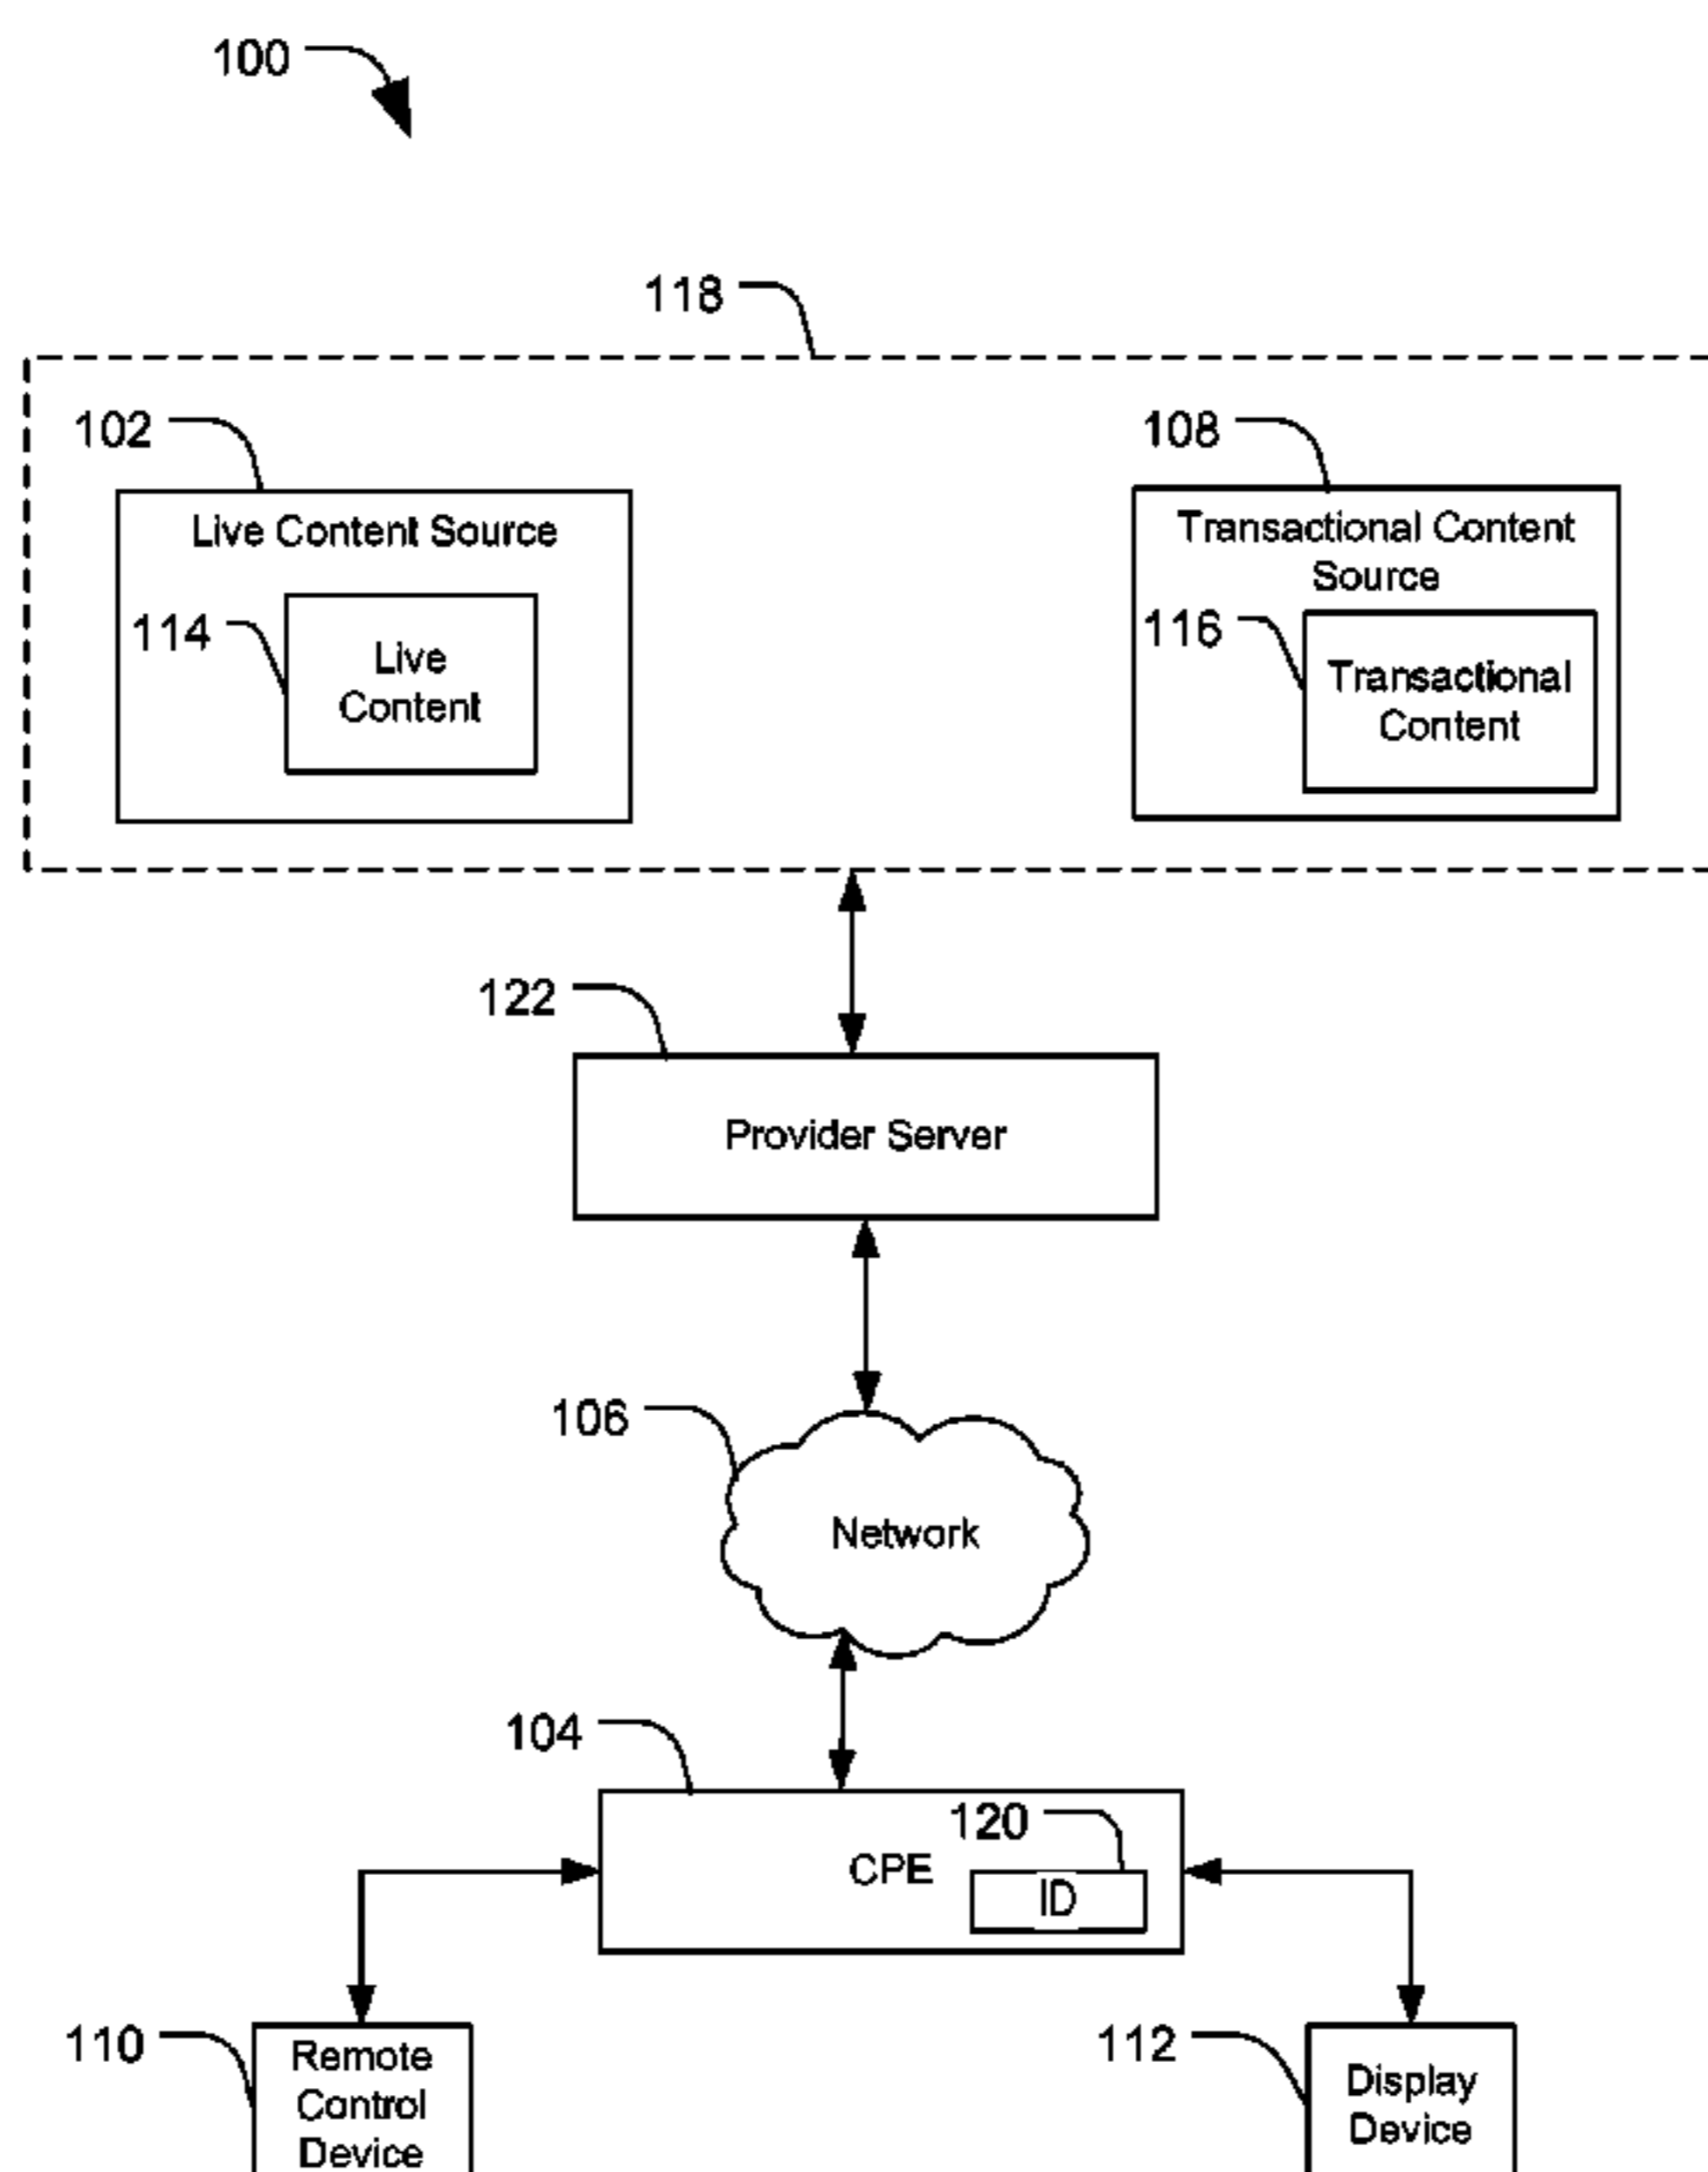 100
118
102
108
Live Content Source
Transactional Content
Source
114
Live
Content
116
Transactional
Content
122
Provider Server
106
Network
104
120
CPE
ID
110
Remote
Control
Device
112
Display
Device